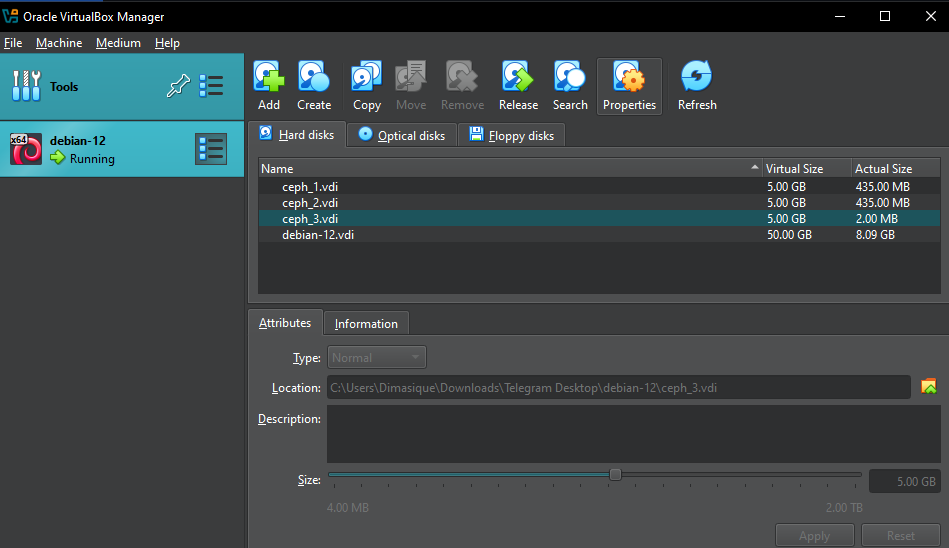 Oracle VirtualBox Manager
File Machine Medium Help
Tools
Add Create Copy Move Remove Release Search Properties Refresh
x64
debian-12
Running
Hard disks Optical disks Floppy disks
Name Virtual Size Actual Size
ceph_1.vdi 5.00 GB 435.00 MB
ceph_2.vdi 5.00 GB 435.00 MB
ceph_3.vdi 5.00 GB 2.00 MB
debian-12.vdi 50.00 GB 8.09 GB
Attributes Information
Type: Normal
Location: C:\Users\Dimasique\Downloads\Telegram Desktop\debian-12\ceph_3.vdi
Description:
Size: 5.00 GB
4.00 MB 2.00 TB
Apply Reset